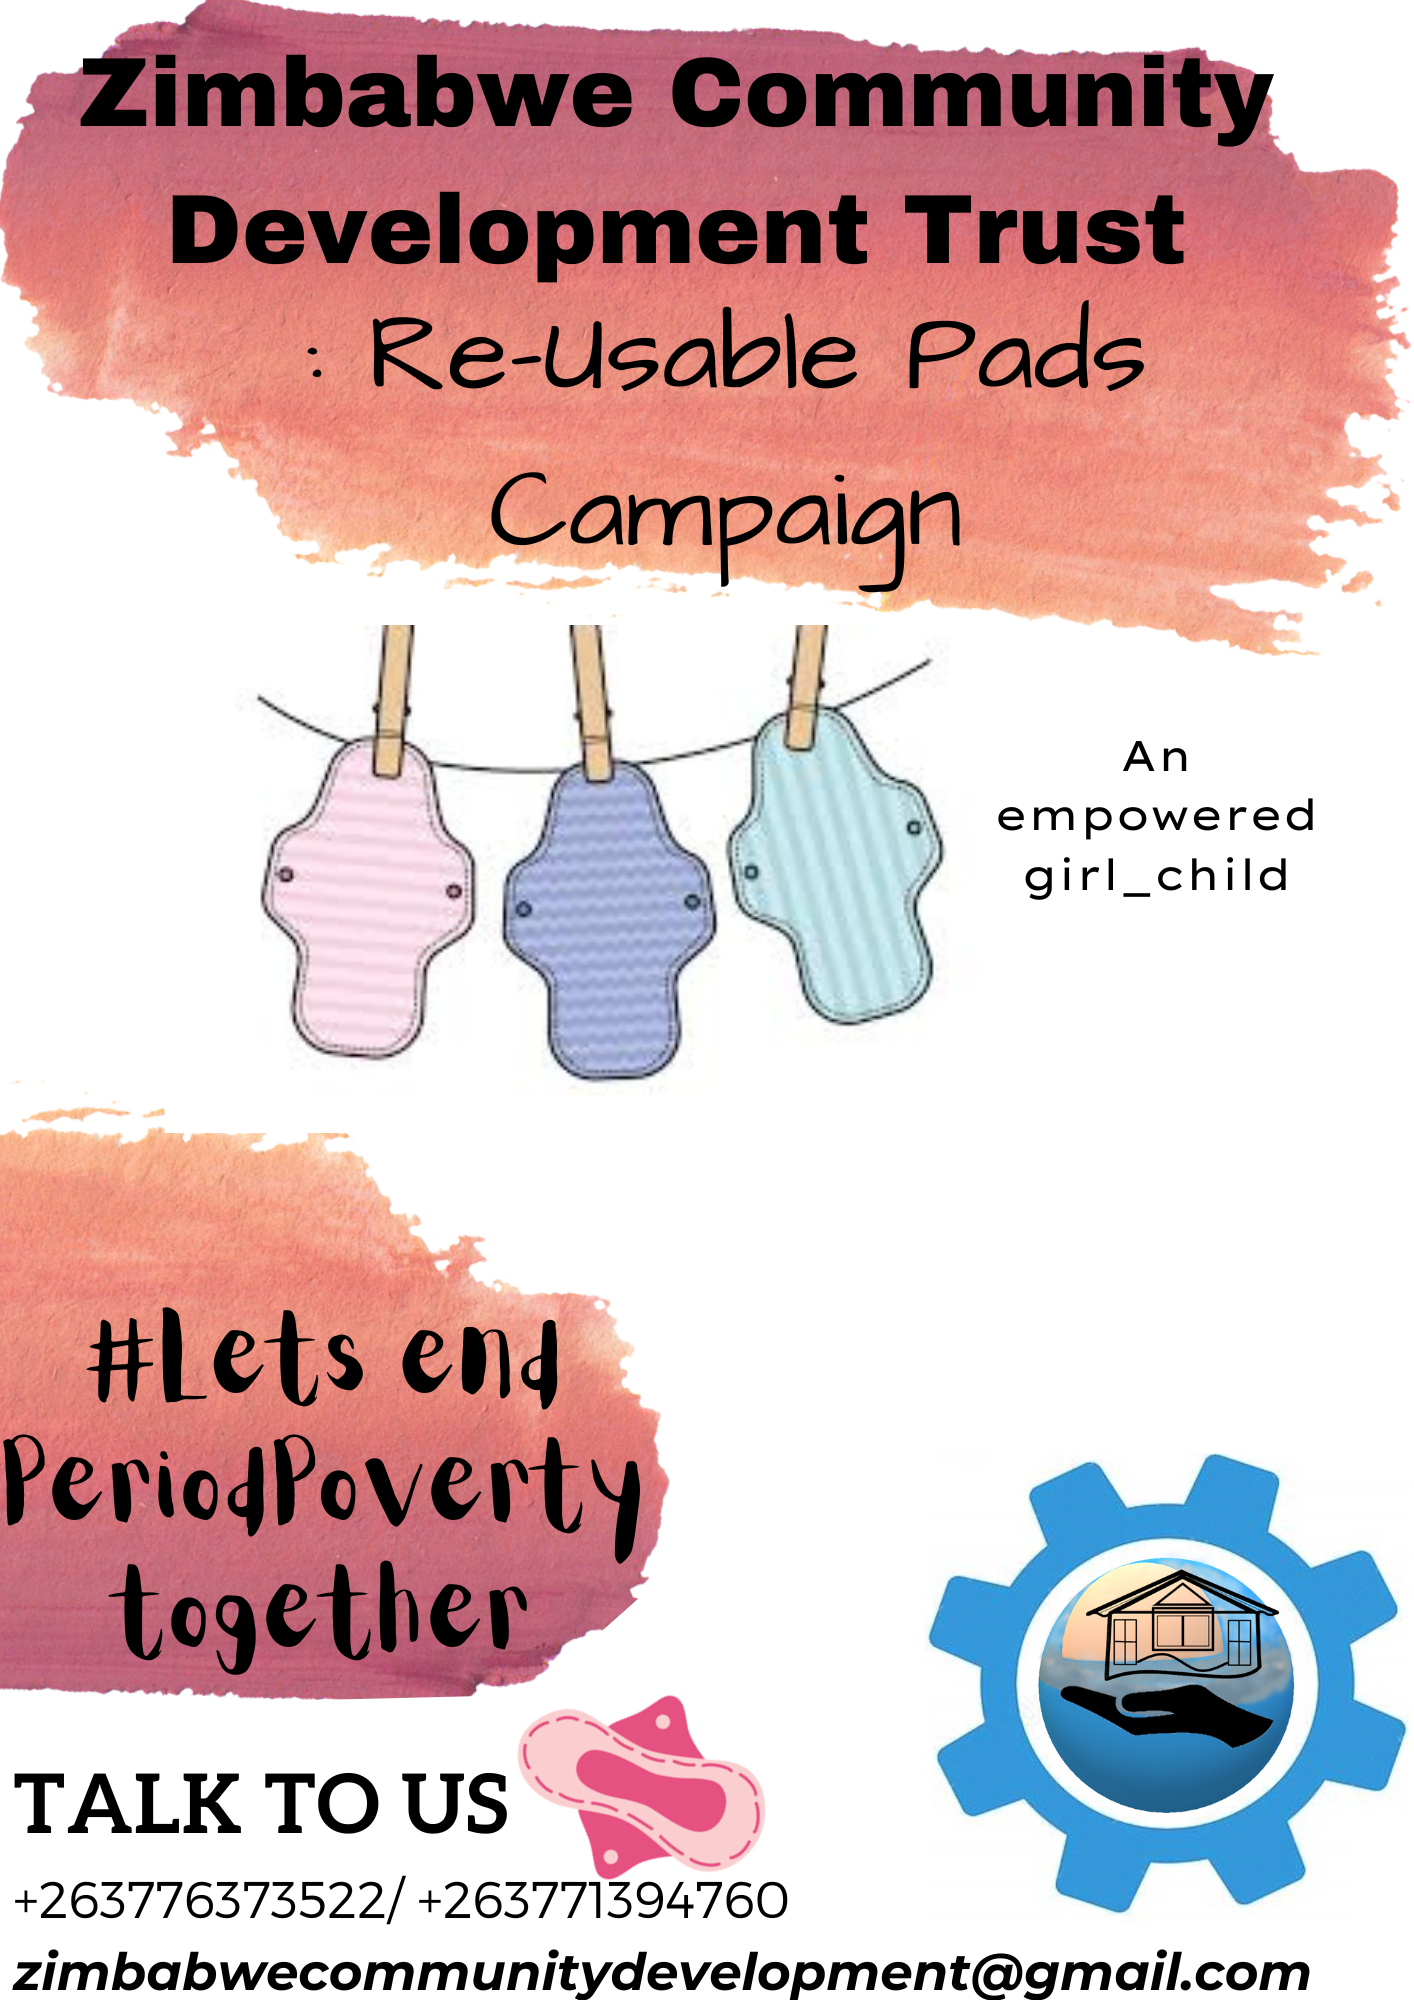 Zimbabwe Community
Development Trust
: Re-Usable Pads
Campaign
An
empowered
girl_child
#Lets end
PeriodPoverty
together
TALK TO US
+263776373522/ +263771394760
zimbabwecommunitydevelopment@gmail.com